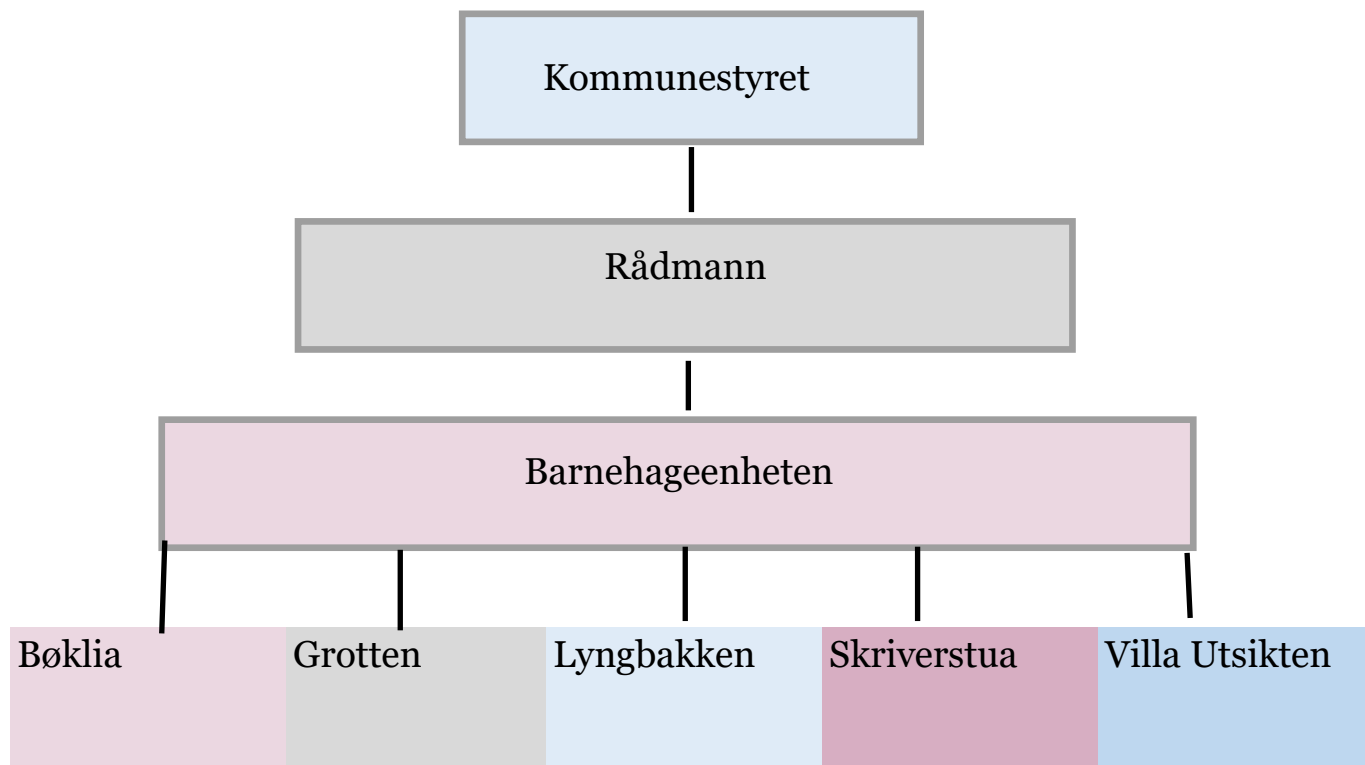 Kommunestyret
Rådmann
Barnehageenheten
Bøklia
Grotten
Lyngbakken
Skriverstua
Villa Utsikten